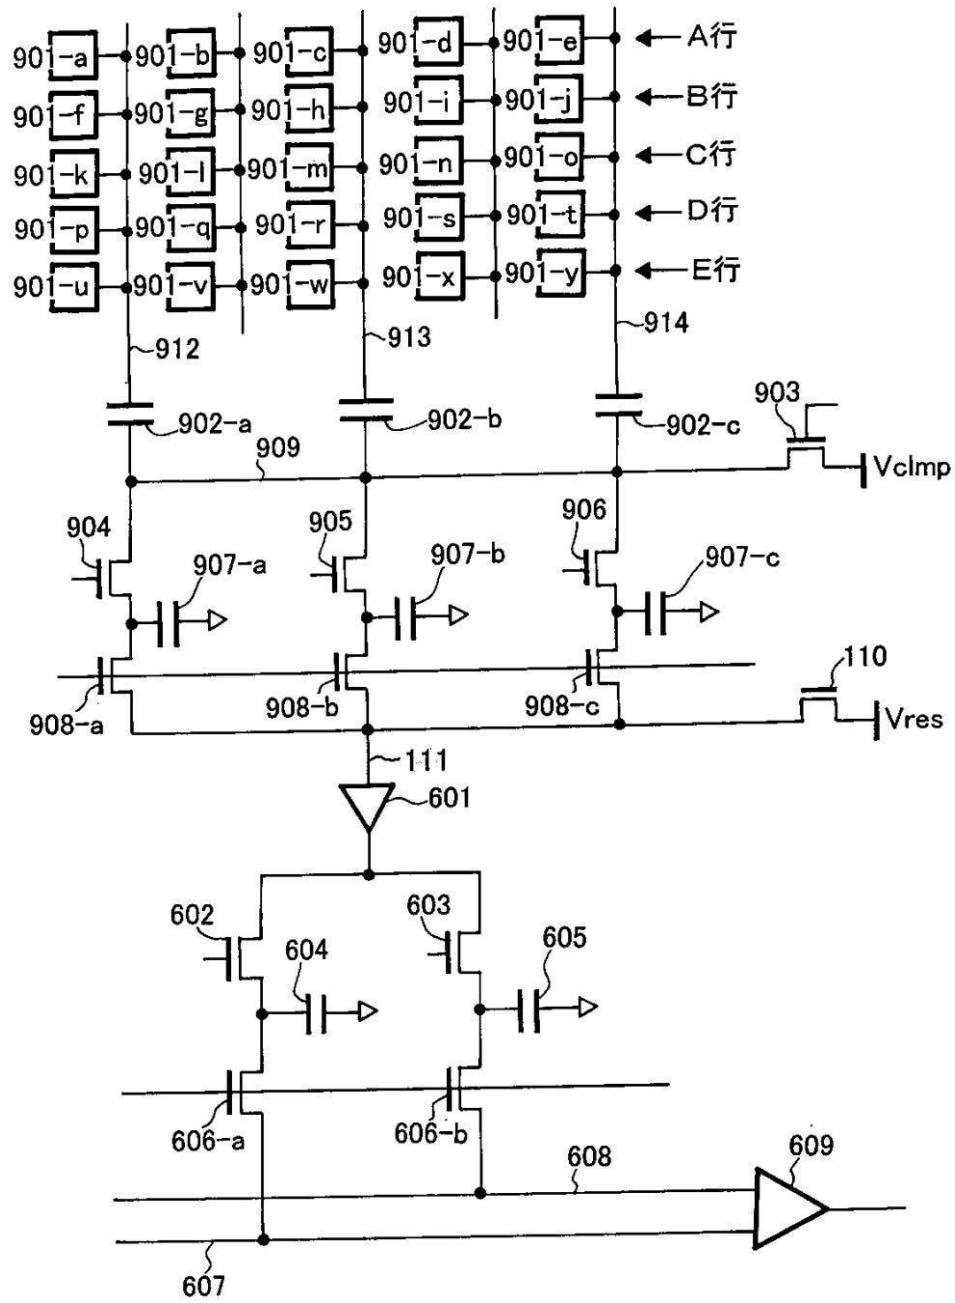 901-a 901-b 901-c 901-d 901-e A行
901-f 901-g 901-h 901-i 901-j B行
901-k 901-l 901-m 901-n 901-o C行
901-p 901-q 901-r 901-s 901-t D行
901-u 901-v 901-w 901-x 901-y E行
912 913 914
902-a 902-b 902-c 903
909 Vclmp
904 905 906
907-a 907-b 907-c
908-a 908-b 908-c 110
Vres
111
601
602 603
604 605
606-a 606-b
608 609
607